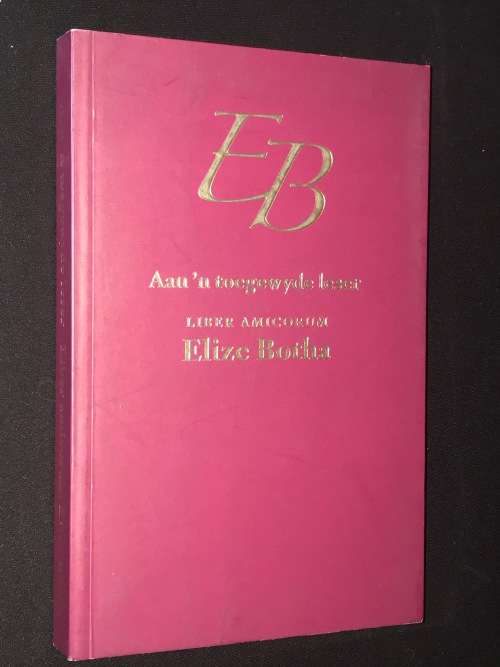 EB
Aan 'n toegewyde leser
LIBER AMICORUM
Elize Botha